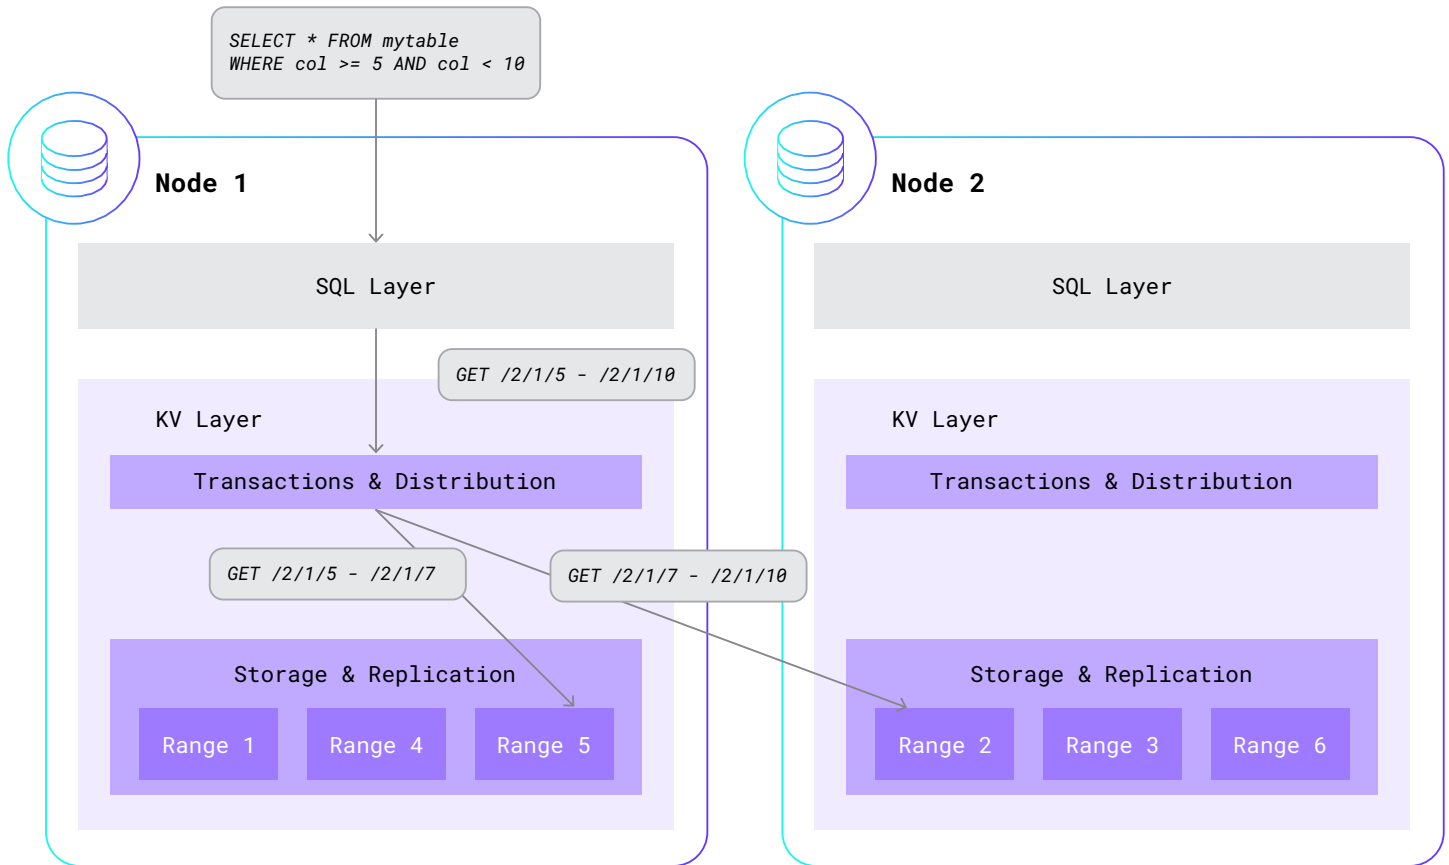 SELECT * FROM mytable
WHERE col >= 5 AND col < 10
Node 1
SQL Layer
GET /2/1/5 - /2/1/10
KV Layer
Transactions & Distribution
GET /2/1/5 - /2/1/7
GET /2/1/7 - /2/1/10
Storage & Replication
Range 1
Range 4
Range 5
Node 2
SQL Layer
KV Layer
Transactions & Distribution
Storage & Replication
Range 2
Range 3
Range 6